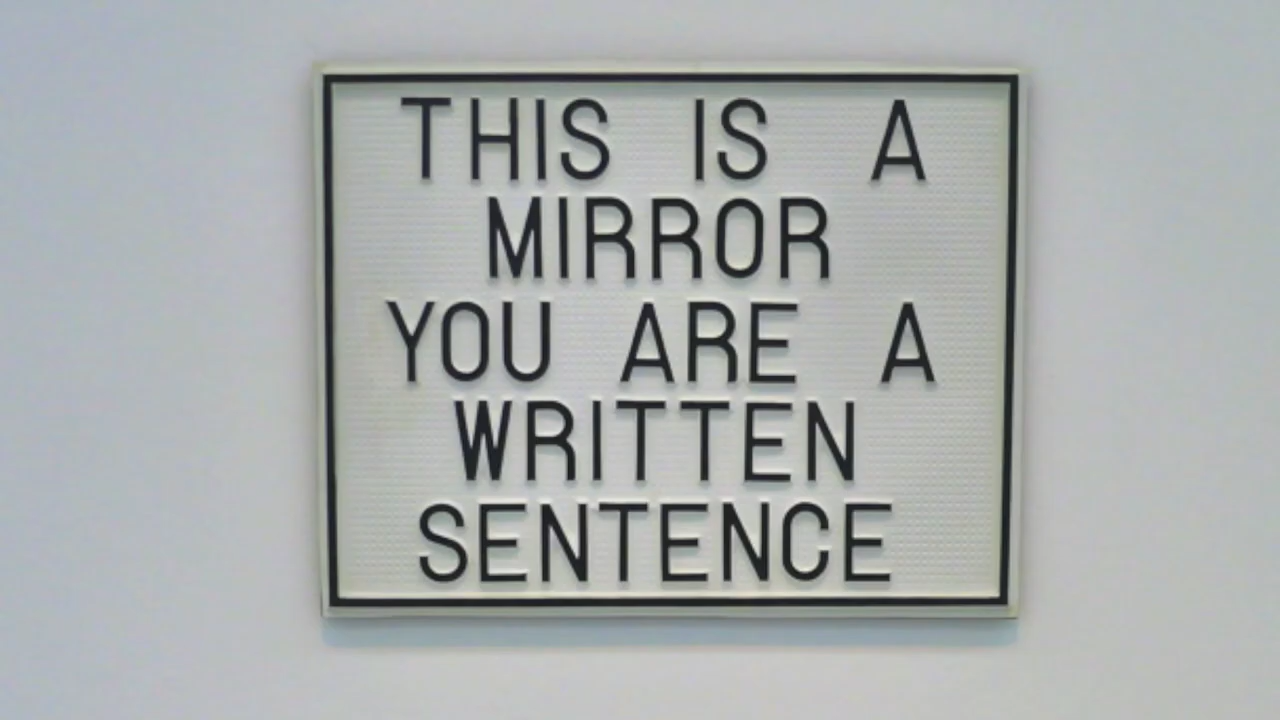 THIS IS A
MIRROR
YOU ARE A
WRITTEN
SENTENCE